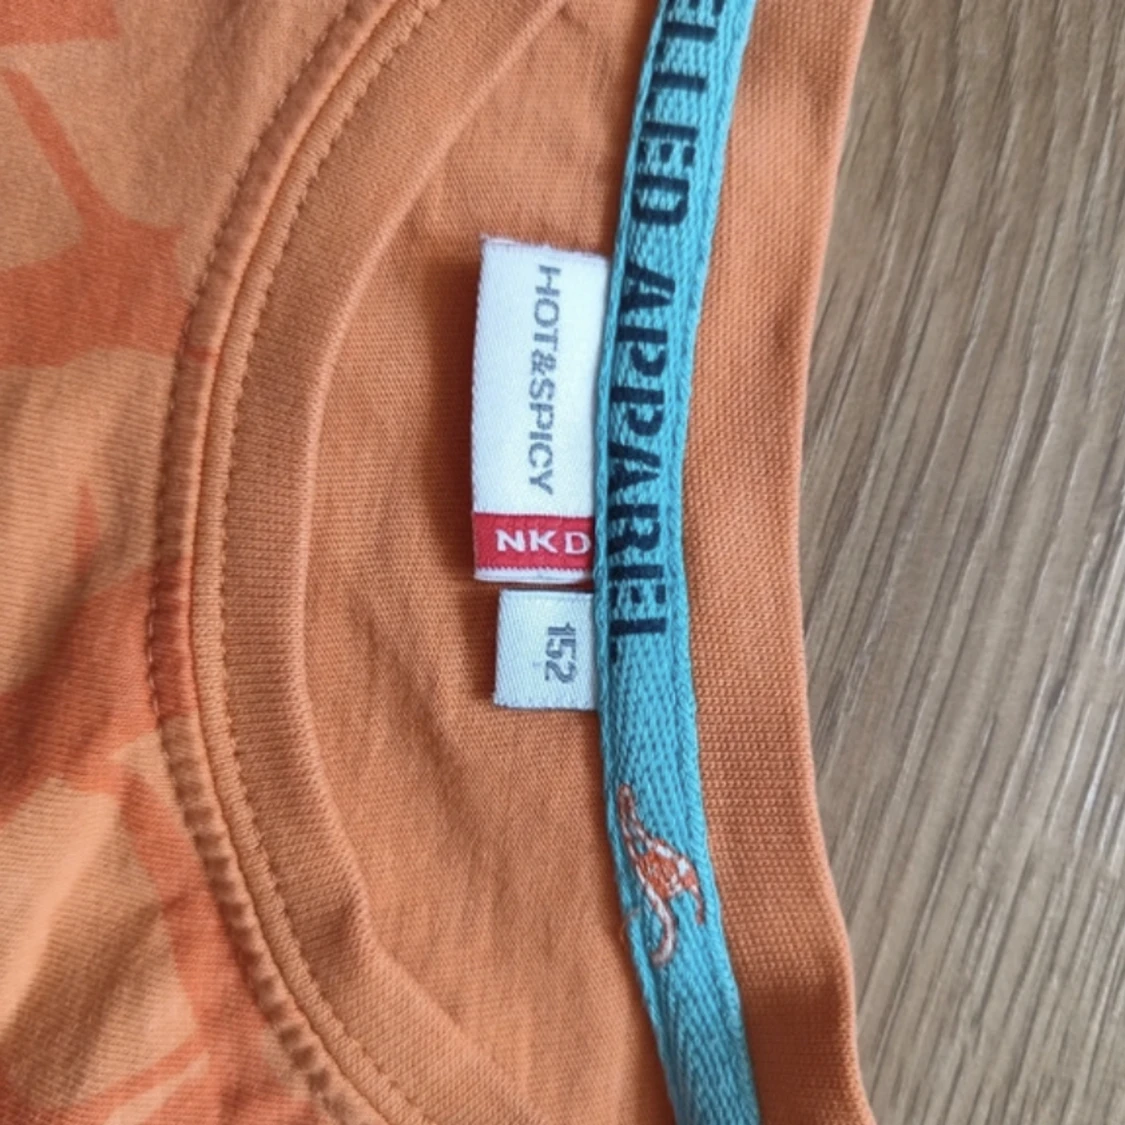 HOT&SPICY
NKD
152
APPAREL